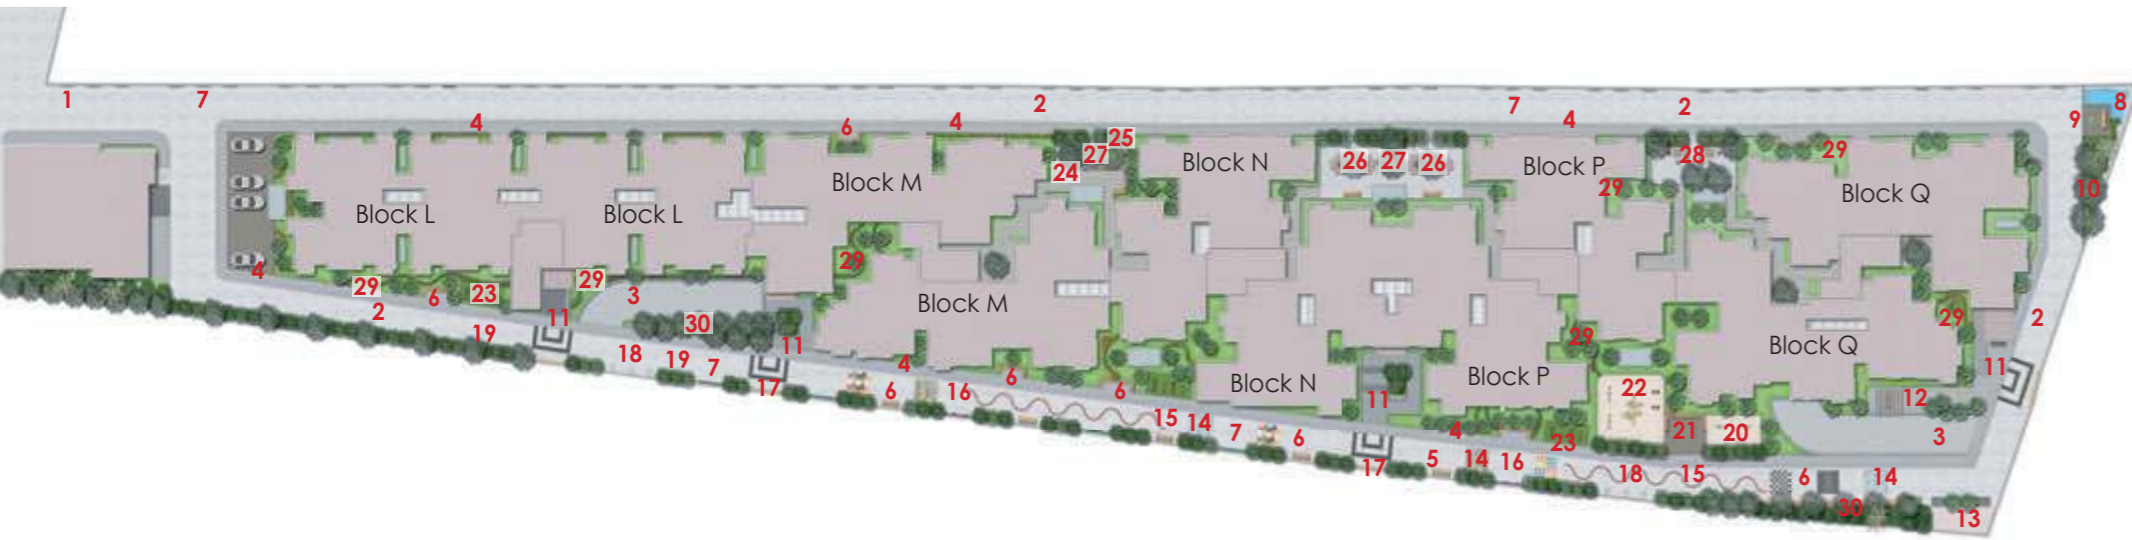 1 7 2 7 2 8
4 6 4 4 9
25
27 28 29
Block N 26 27 26 Block P
24 29 10
Block M Block Q
Block L Block L
29 29
4 29 23 29
6 3
Block M 29
2 11 30 2
19 29
18 19 7 11 Block Q
4 11
17 6 Block N Block P 22
6 16 6 11 12
15 14 7 6 4 23 21 20 3
17 5 14 16 18 15 6 14
30 13